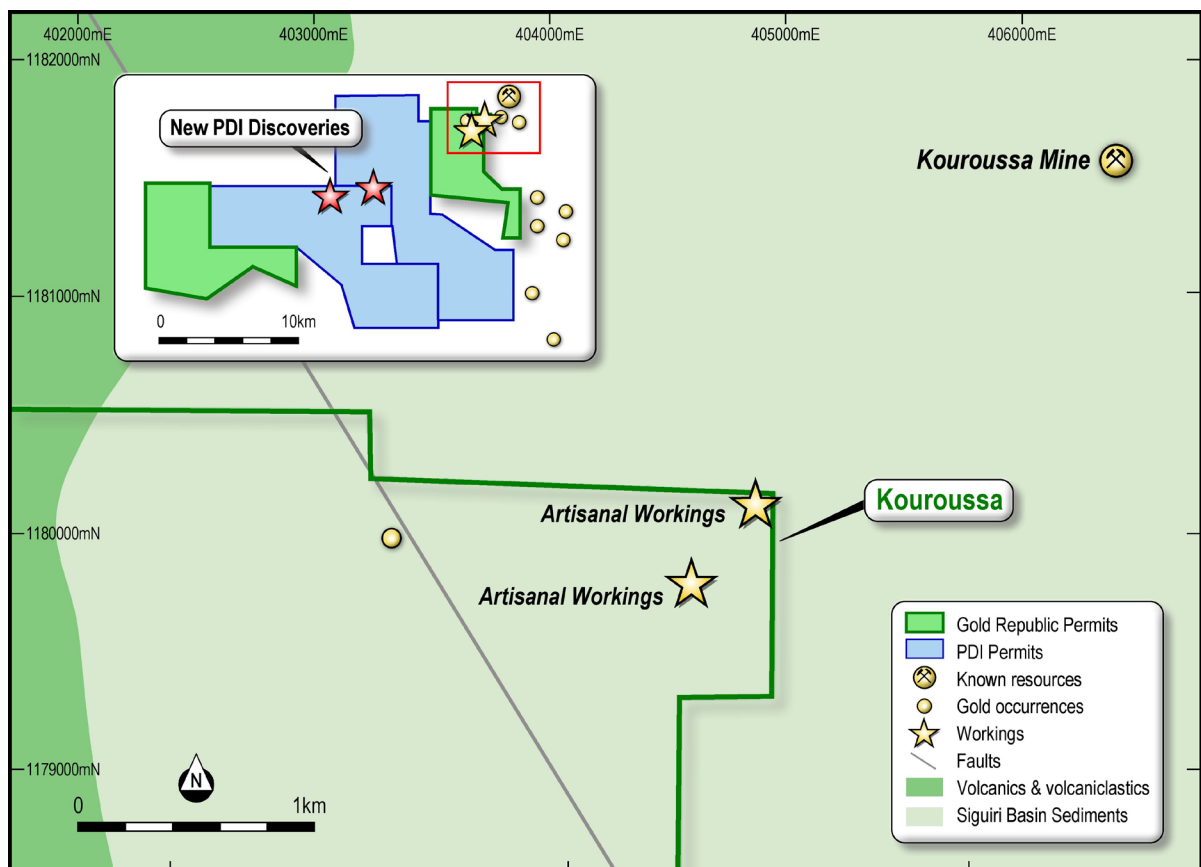 402000mE 403000mE 404000mE 405000mE 406000mE
1182000mN
New PDI Discoveries
Kouroussa Mine
1181000mN
0 10km
Artisanal Workings
Kouroussa
1180000mN
Artisanal Workings
Gold Republic Permits
PDI Permits
Known resources
Gold occurrences
Workings
Faults
Volcanics & volcaniclastics
Siguiri Basin Sediments
1179000mN
N
0 1km